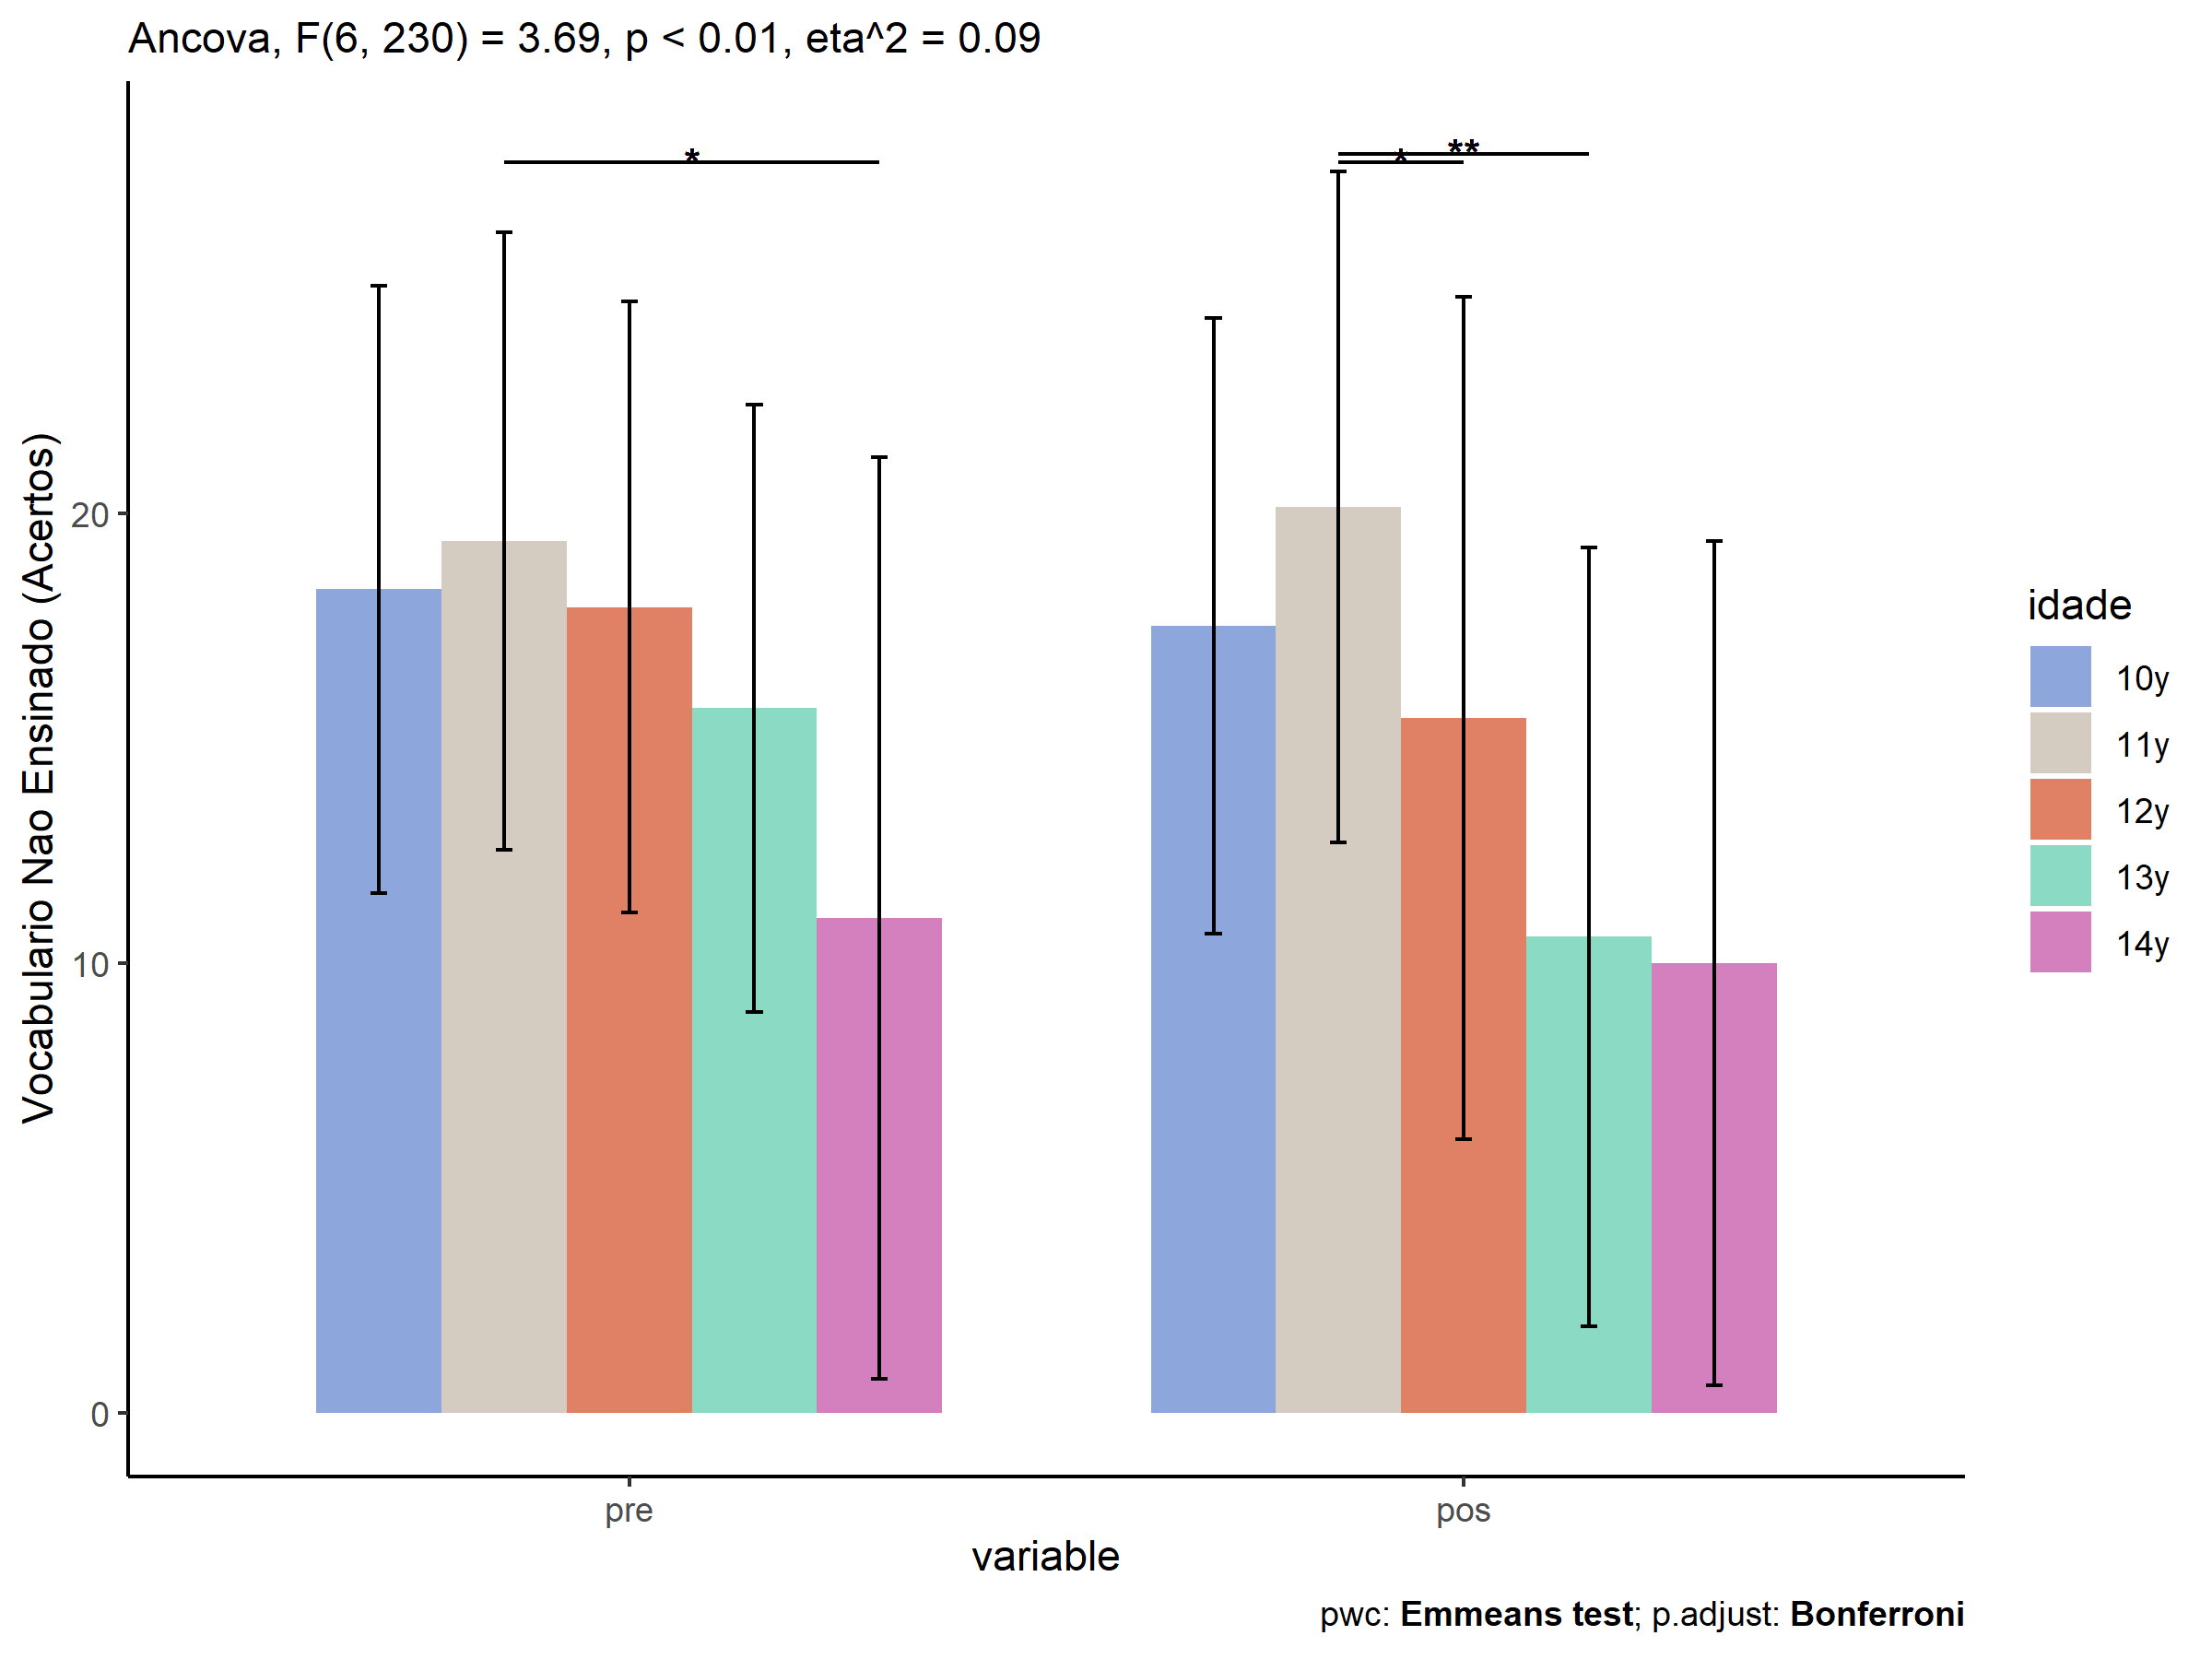 Ancova, F(6, 230) = 3.69, p < 0.01, eta^2 = 0.09
Vocabulario Nao Ensinado (Acertos)
20
10
0
*
*
**
pre
pos
variable
idade
10y
11y
12y
13y
14y
pwc: Emmeans test; p.adjust: Bonferroni